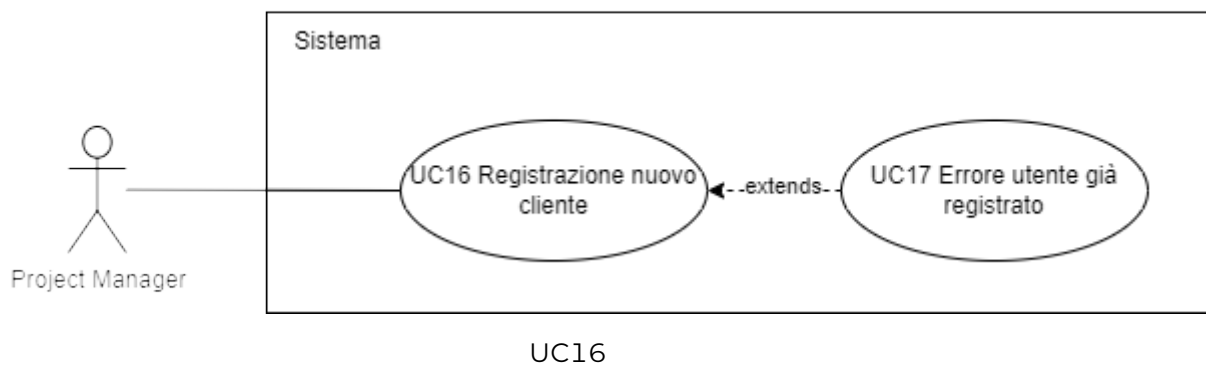 Sistema
UC16 Registrazione nuovo
cliente
extends
UC17 Errore utente già
registrato
Project Manager
UC16